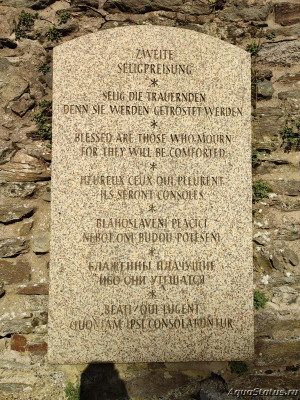 ZWEITE
SELIGPREISUNG
*
SELIG DIE TRAUERNDEN
DENN SIE WERDEN GETRÖSTET WERDEN
*
BLESSED ARE THOSE WHO MOURN
FOR THEY WILL BE COMFORTED
*
HEUREUX CEUX QUI PLEURENT
ILS SERONT CONSOLÉS
*
BLAHOSLAVENÍ PLAČÍCÍ
NEBOŤ ONI BUDOU POTĚŠENI
*
БЛАЖЕННЫ ПЛАЧУЩИЕ
ИБО ОНИ УТЕШАТСЯ
*
BEATI QUI LUGENT
QUONIAM IPSI CONSOLABUNTUR
AquaStatus.ru